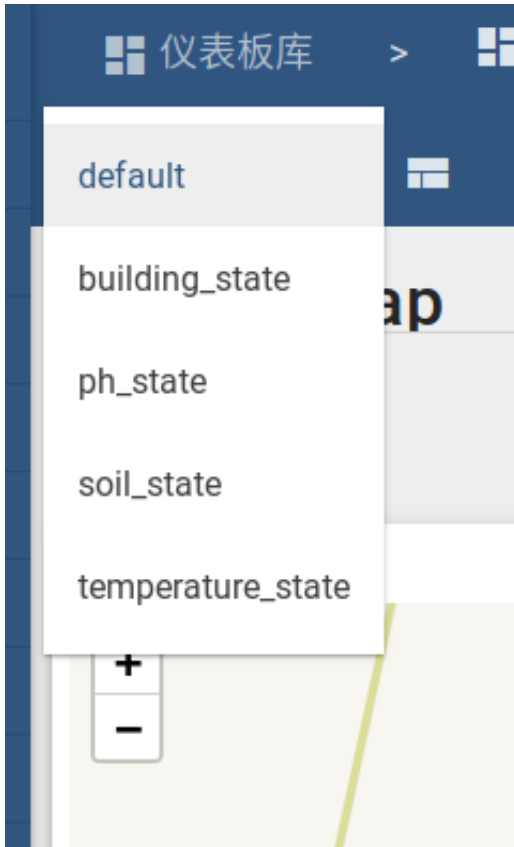 仪表板库 >
default
building_state
ap
ph_state
soil_state
temperature_state
+
−